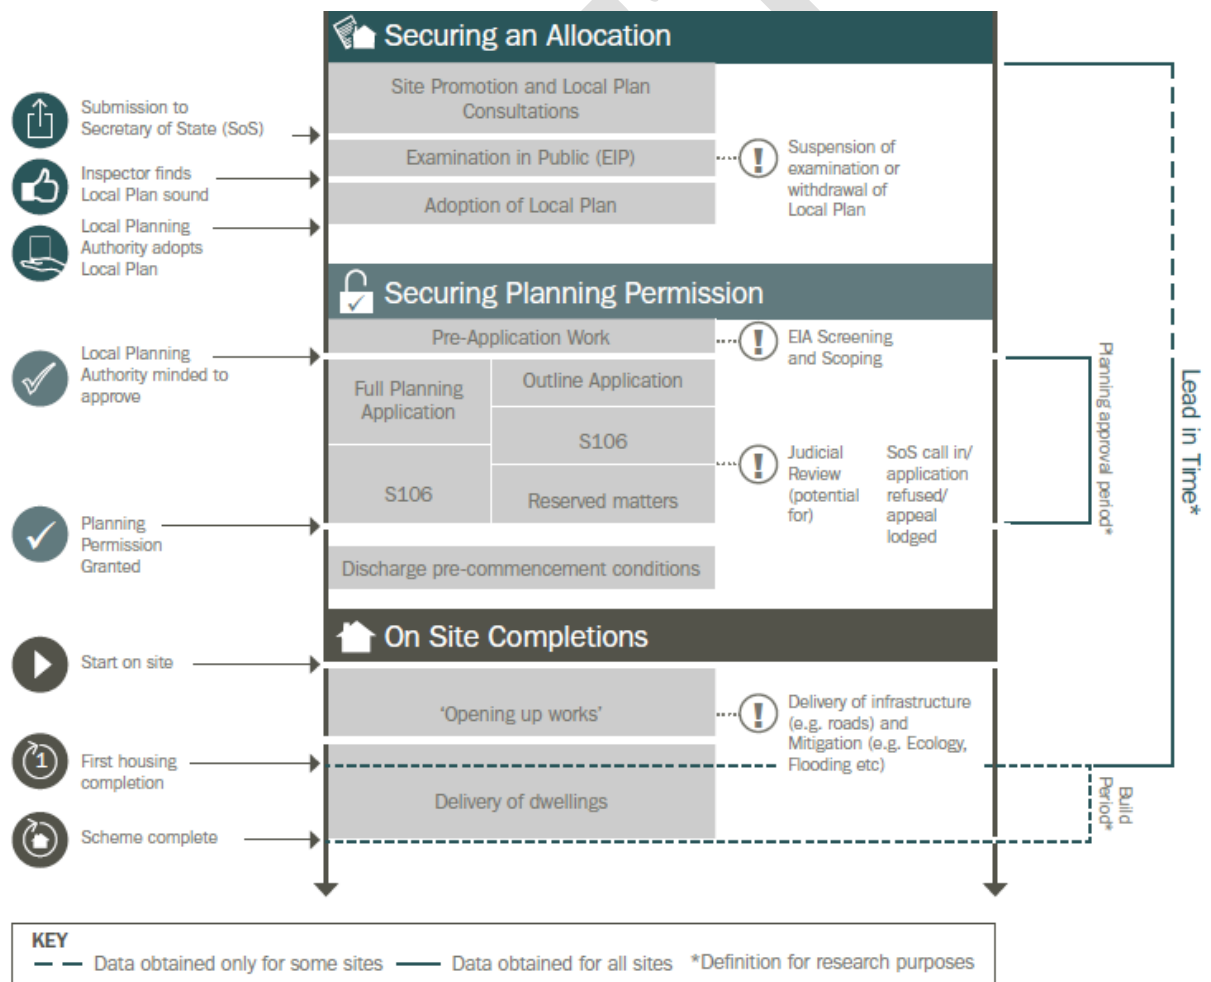 Securing an Allocation
Site Promotion and Local Plan
Consultations
Submission to
Secretary of State (SoS)
Examination in Public (EIP)
Suspension of
examination or
withdrawal of
Local Plan
Inspector finds
Local Plan sound
Adoption of Local Plan
Local Planning
Authority adopts
Local Plan
Securing Planning Permission
Pre-Application Work
EIA Screening
and Scoping
Local Planning
Authority minded to
approve
Full Planning
Application
Outline Application
S106
S106
Reserved matters
Judicial
Review
(potential
for)
SoS call in/
application
refused/
appeal
lodged
Planning approval period*
Lead in Time*
Planning
Permission
Granted
Discharge pre-commencement conditions
On Site Completions
Start on site
'Opening up works'
Delivery of infrastructure
(e.g. roads) and
Mitigation (e.g. Ecology,
Flooding etc)
1
First housing
completion
Delivery of dwellings
Build
Period*
Scheme complete
KEY
Data obtained only for some sites
Data obtained for all sites
*Definition for research purposes